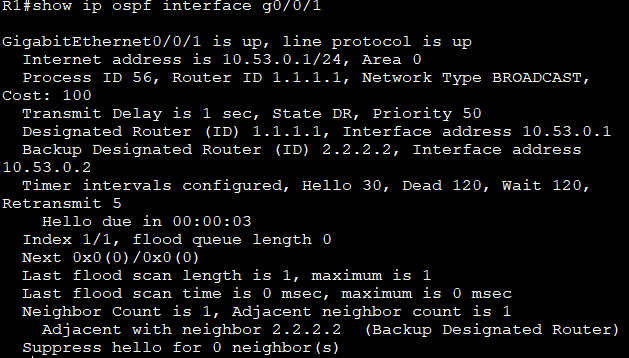 R1#show ip ospf interface g0/0/1
GigabitEthernet0/0/1 is up, line protocol is up
Internet address is 10.53.0.1/24, Area 0
Process ID 56, Router ID 1.1.1.1, Network Type BROADCAST,
Cost: 100
Transmit Delay is 1 sec, State DR, Priority 50
Designated Router (ID) 1.1.1.1, Interface address 10.53.0.1
Backup Designated Router (ID) 2.2.2.2, Interface address
10.53.0.2
Timer intervals configured, Hello 30, Dead 120, Wait 120,
Retransmit 5
Hello due in 00:00:03
Index 1/1, flood queue length 0
Next 0x0(0)/0x0(0)
Last flood scan length is 1, maximum is 1
Last flood scan time is 0 msec, maximum is 0 msec
Neighbor Count is 1, Adjacent neighbor count is 1
Adjacent with neighbor 2.2.2.2  (Backup Designated Router)
Suppress hello for 0 neighbor(s)